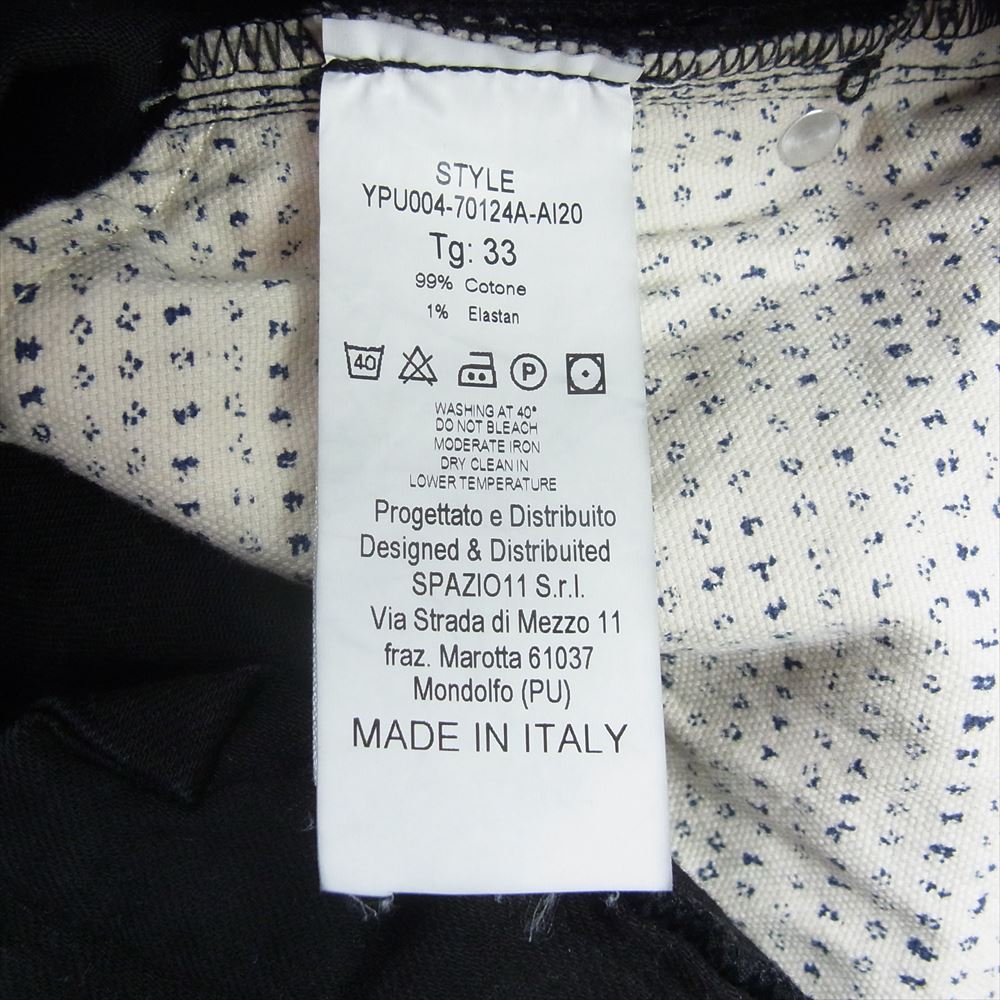 STYLE
YPU004-70124A-AI20
Tg: 33
99% Cotone
1% Elastan
40 P
WASHING AT 40°
DO NOT BLEACH
MODERATE IRON
DRY CLEAN IN
LOWER TEMPERATURE
Progettato e Distribuito
Designed & Distribuited
SPAZIO11 S.r.l.
Via Strada di Mezzo 11
fraz. Marotta 61037
Mondolfo (PU)
MADE IN ITALY